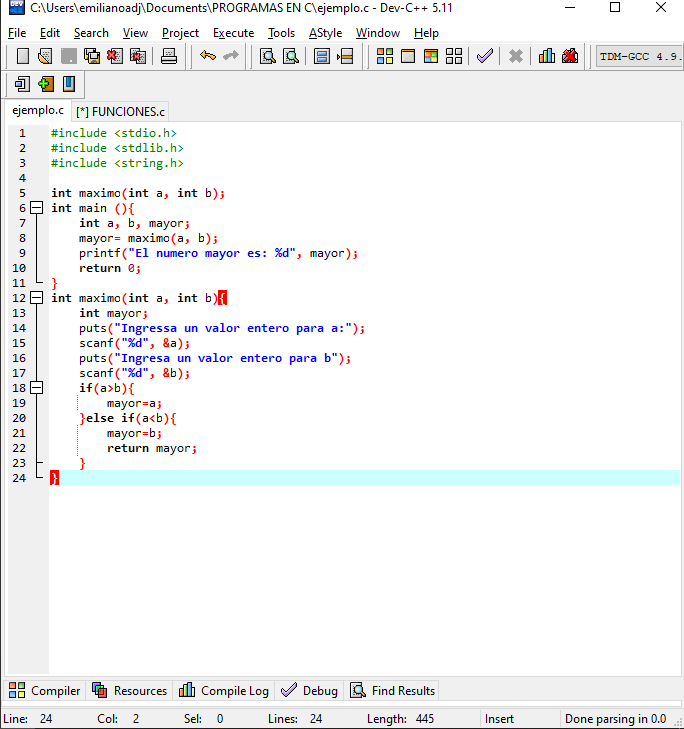 C:\Users\emilianoadj\Documents\PROGRAMAS EN C\ejemplo.c - Dev-C++ 5.11
File Edit Search View Project Execute Tools AStyle Window Help
TDM-GCC 4.9.
ejemplo.c [*] FUNCIONES.c
1 #include <stdio.h>
2 #include <stdlib.h>
3 #include <string.h>
4
5 int maximo(int a, int b);
6 int main (){
7 int a, b, mayor;
8 mayor= maximo(a, b);
9 printf("El numero mayor es: %d", mayor);
10 return 0;
11 }
12 int maximo(int a, int b){
13 int mayor;
14 puts("Ingressa un valor entero para a:");
15 scanf("%d", &a);
16 puts("Ingresa un valor entero para b");
17 scanf("%d", &b);
18 if(a>b){
19 mayor=a;
20 }else if(a<b){
21 mayor=b;
22 return mayor;
23 }
24 }
Compiler Resources Compile Log Debug Find Results
Line: 24 Col: 2 Sel: 0 Lines: 24 Length: 445 Insert Done parsing in 0.0